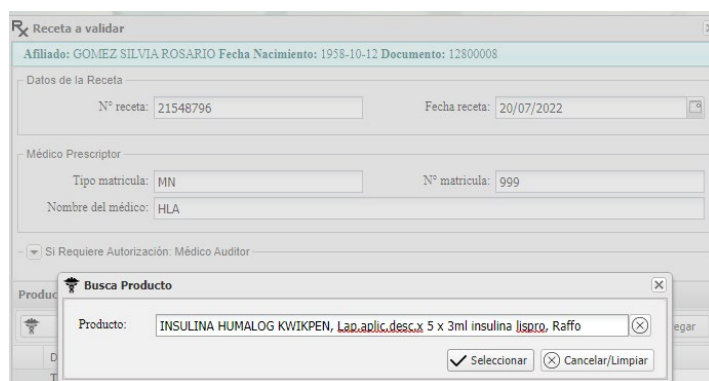 Rx Receta a validar
Afiliado: GOMEZ SILVIA ROSARIO Fecha Nacimiento: 1958-10-12 Documento: 12800008
Datos de la Receta
N° receta: 21548796 Fecha receta: 20/07/2022
Médico Prescriptor
Tipo matricula: MN N° matricula: 999
Nombre del médico: HLA
Si Requiere Autorización: Médico Auditor
Produc
Busca Producto
Producto: INSULINA HUMALOG KWIKPEN, Lap.aplic.desc.x 5 x 3ml insulina lispro, Raffo
egar
Seleccionar Cancelar/Limpiar
D